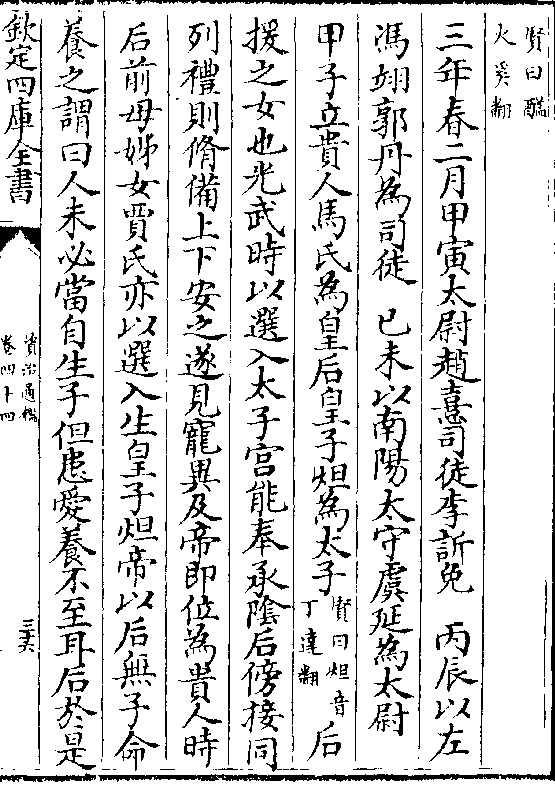 賢曰酺
火奚翻
三年春二月甲寅太尉趙憙司徒李訢免　丙辰以左
馮翊郭丹為司徒　己未以南陽太守虞延為太尉
甲子立貴人馬氏為皇后皇子炟為太子賢曰炟音丁達翻后
援之女也光武時以選入太子宫能奉承陰后傍接同
列禮則脩備上下安之遂見寵異及帝即位為貴人時
后前母姊女賈氏亦以選入生皇子炟帝以后無子命
養之謂曰人未必當自生子但患愛養不至耳后於是
欽定四庫全書
資治通鑑
卷四十四
三六